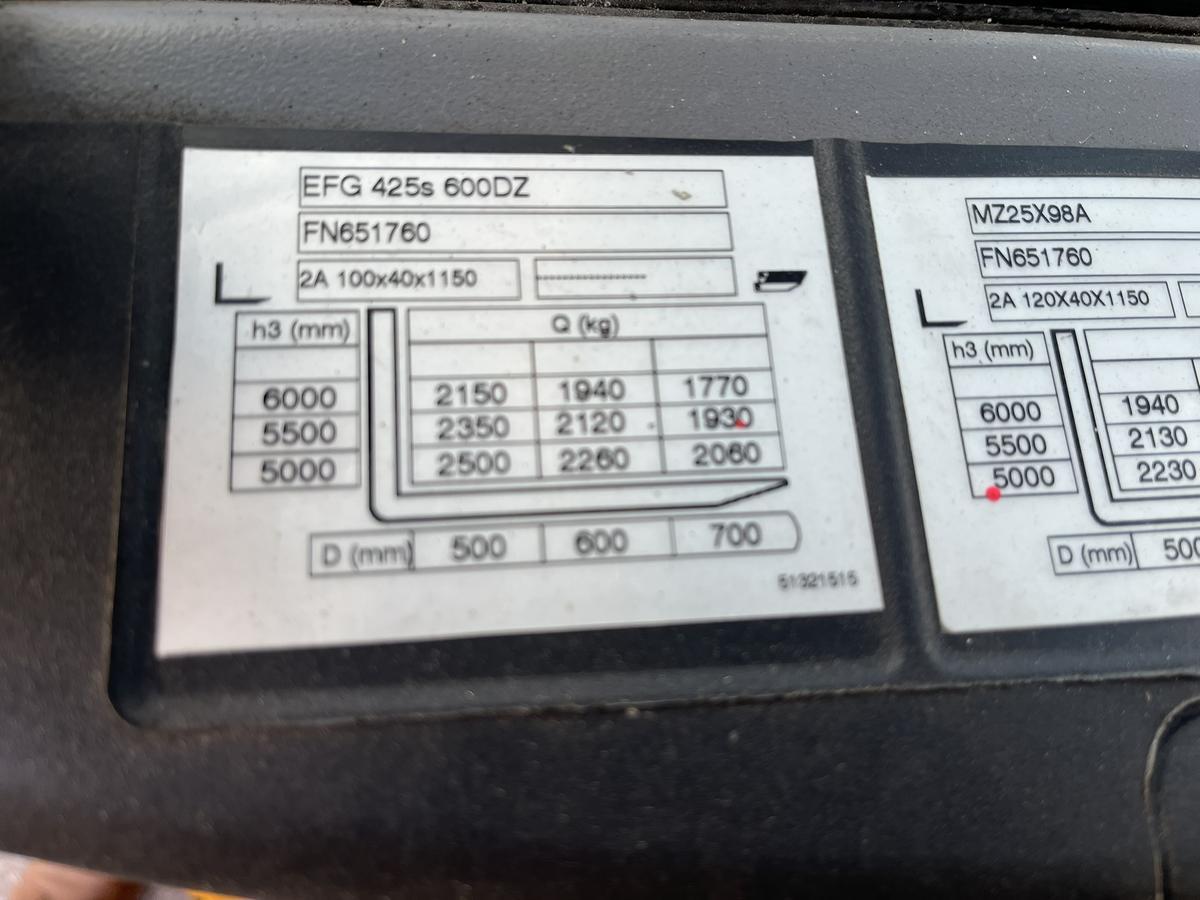 EFG 425s 600DZ
FN651760
2A 100x40x1150 --------------------
h3 (mm) Q (kg)
6000 2150 1940 1770
5500 2350 2120 1930
5000 2500 2260 2060
D (mm) 500 600 700
51321515
MZ25X98A
FN651760
2A 120X40X1150
h3 (mm)
6000 1940
5500 2130
5000 2230
D (mm)